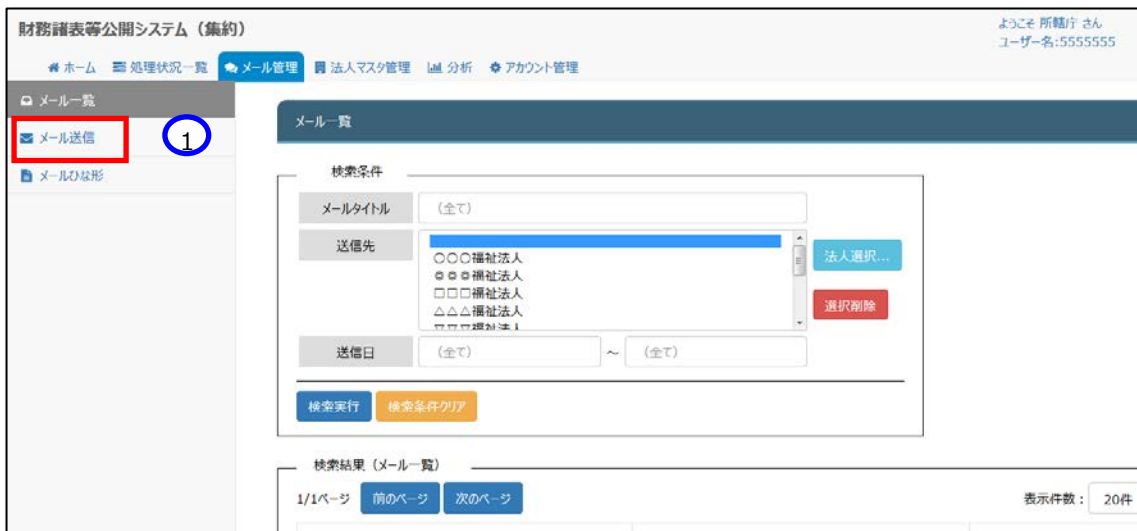 財務諸表等公開システム（集約）
ようこそ 所轄庁 さん
ユーザー名:5555555
ホーム 処理状況一覧 メール管理 法人マスタ管理 分析 アカウント管理
メール一覧
メール送信
1
メールひな形
メール一覧
検索条件
メールタイトル (全て)
送信先
○○○福祉法人
◎◎◎福祉法人
□□□福祉法人
△△△福祉法人
▽▽▽福祉法人
法人選択...
選択削除
送信日 (全て) ～ (全て)
検索実行 検索条件クリア
検索結果（メール一覧）
1/1ページ 前のページ 次のページ
表示件数： 20件